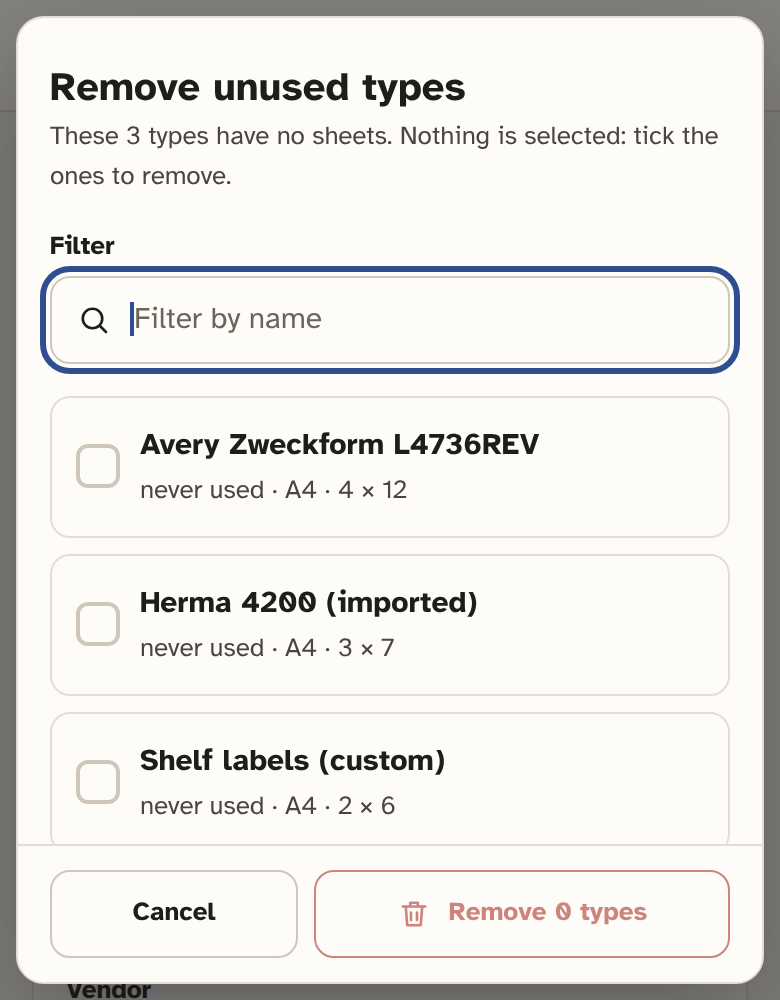 Remove unused types
These 3 types have no sheets. Nothing is selected: tick the
ones to remove.
Filter
Filter by name
Avery Zweckform L4736REV
never used · A4 · 4 × 12
Herma 4200 (imported)
never used · A4 · 3 × 7
Shelf labels (custom)
never used · A4 · 2 × 6
Cancel
Remove 0 types
Vendor